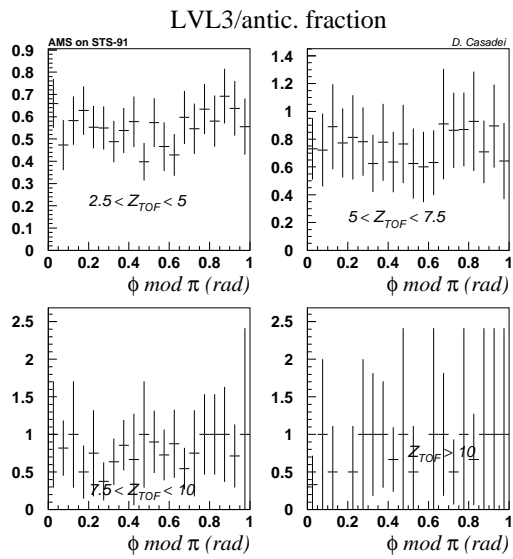 LVL3/antic. fraction
AMS on STS-91
D. Casadei
0.9
0.8
0.7
0.6
0.5
0.4
0.3
0.2
0.1
0
2.5 < Z_TOF < 5
0 0.2 0.4 0.6 0.8 1
ϕ mod π (rad)
1.4
1.2
1
0.8
0.6
0.4
0.2
0
5 < Z_TOF < 7.5
0 0.2 0.4 0.6 0.8 1
ϕ mod π (rad)
2.5
2
1.5
1
0.5
0
7.5 < Z_TOF < 10
0 0.2 0.4 0.6 0.8 1
ϕ mod π (rad)
2.5
2
1.5
1
0.5
0
Z_TOF > 10
0 0.2 0.4 0.6 0.8 1
ϕ mod π (rad)